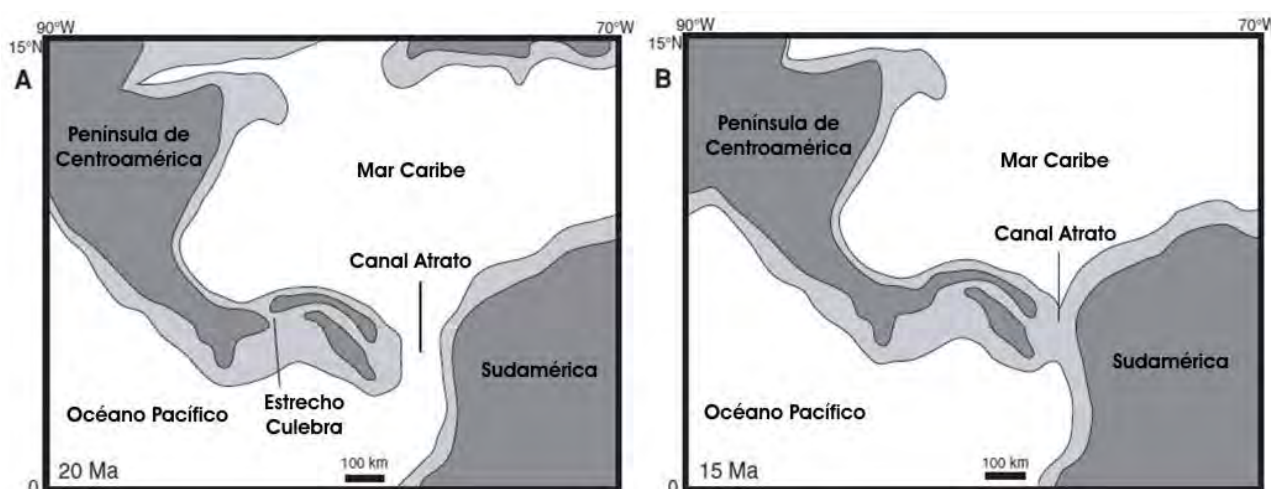 90°W
70°W
15°N
A
Península de
Centroamérica
Mar Caribe
Canal Atrato
Sudamérica
Océano Pacífico
Estrecho
Culebra
20 Ma
100 km
0
90°W
70°W
15°N
B
Península de
Centroamérica
Mar Caribe
Canal Atrato
Sudamérica
Océano Pacífico
15 Ma
100 km
0